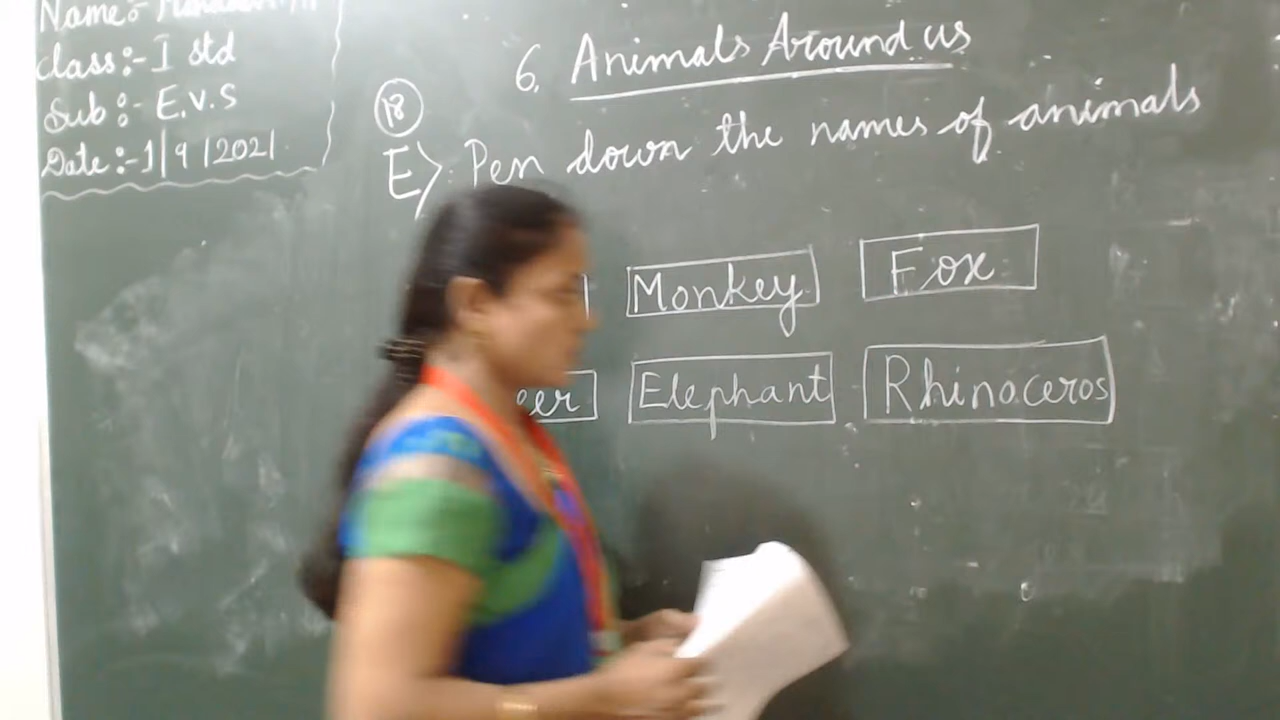 Name:-
Class:- I std
Sub :- E.V.S
Date:-1/9/2021
6. Animals Around us
18
E) Pen down the names of animals
Monkey Fox
eer Elephant Rhinoceros